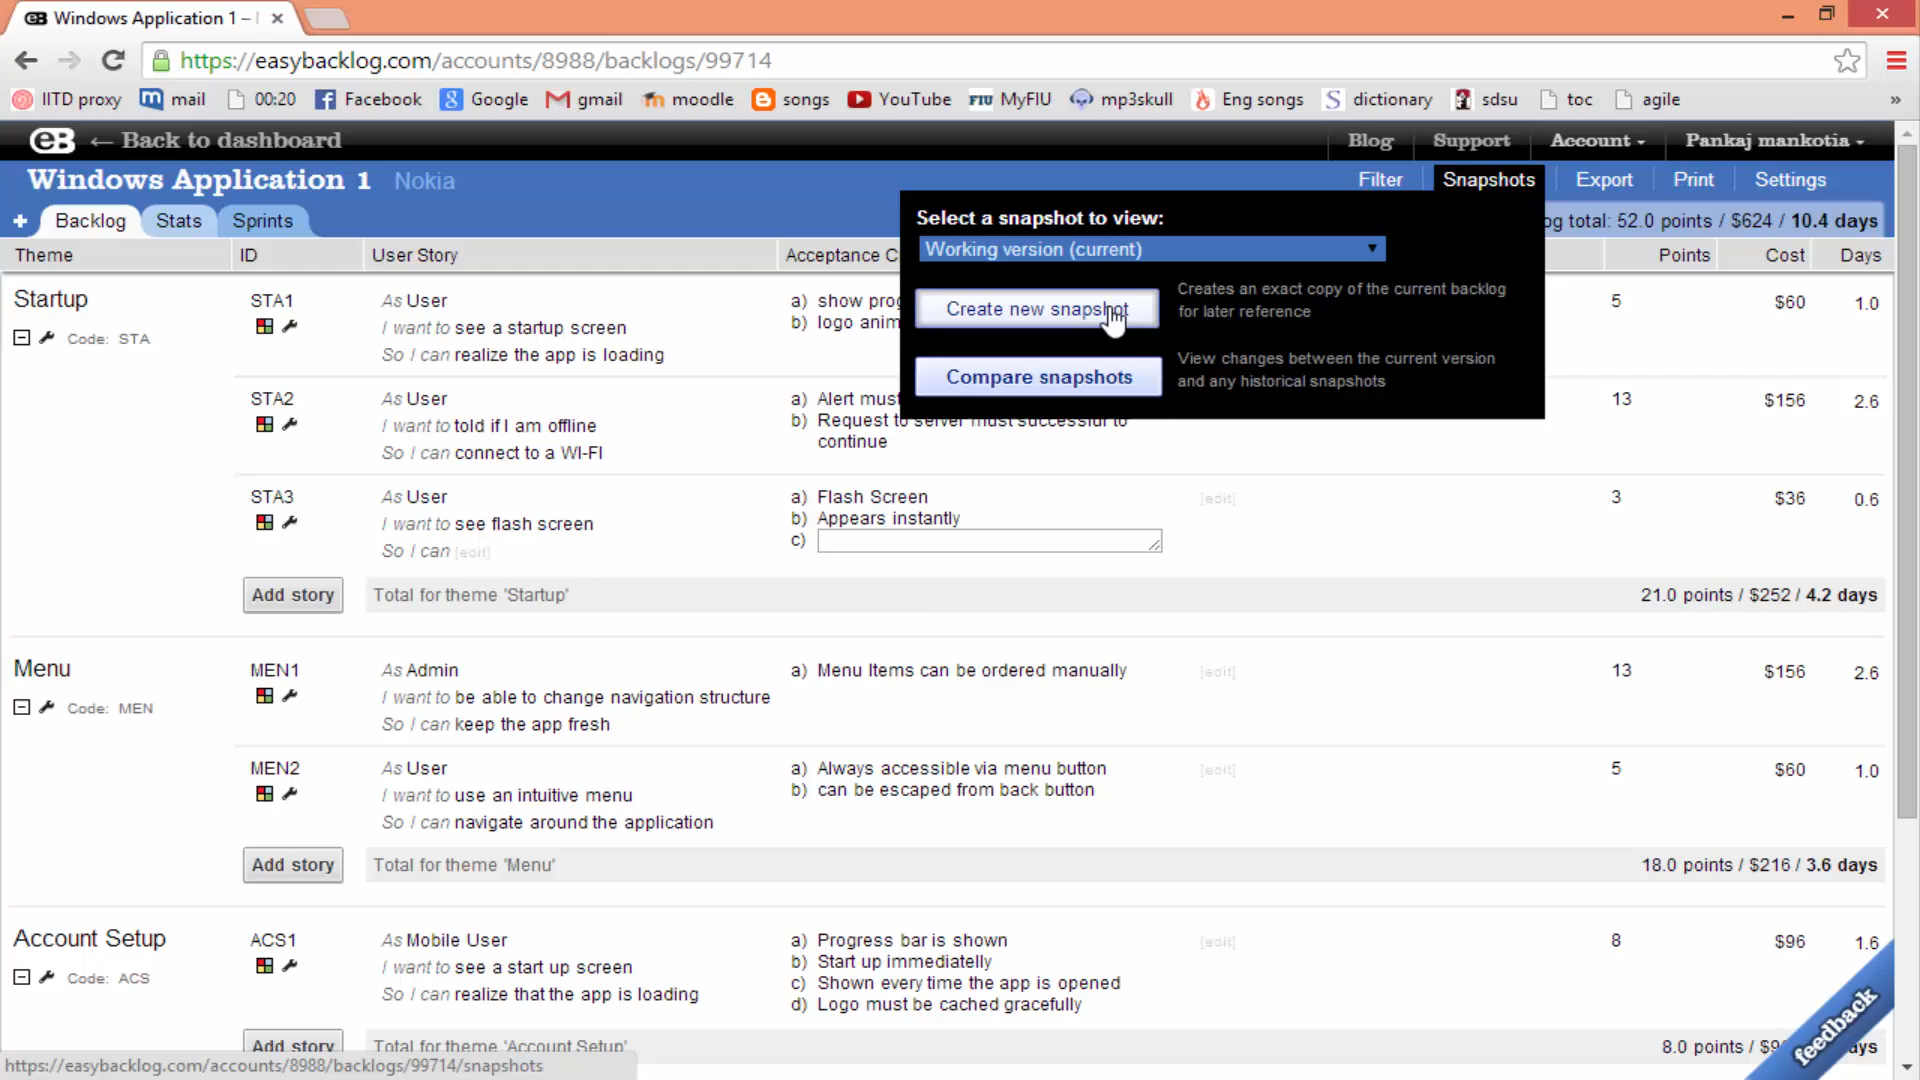 Windows Application 1 –
https://easybacklog.com/accounts/8988/backlogs/99714
IITD proxy mail 00:20 Facebook Google gmail moodle songs YouTube MyFIU mp3skull Eng songs dictionary sdsu toc agile »
eB ← Back to dashboard Blog Support Account Pankaj mankotia
Windows Application 1 Nokia Filter Snapshots Export Print Settings
+ Backlog Stats Sprints
total: 52.0 points / $624 / 10.4 days
Select a snapshot to view:
Working version (current)
Create new snapshot
Creates an exact copy of the current backlog
for later reference
Compare snapshots
View changes between the current version
and any historical snapshots
Theme ID User Story Acceptance C Points Cost Days
Startup
Code: STA
STA1
As User
I want to see a startup screen
So I can realize the app is loading
a) show prog
b) logo anim
5 $60 1.0
STA2
As User
I want to told if I am offline
So I can connect to a WI-FI
a) Alert must
b) Request to server must successful to
continue
13 $156 2.6
STA3
As User
I want to see flash screen
So I can [edit]
a) Flash Screen
b) Appears instantly
c)
[edit]
3 $36 0.6
Add story Total for theme 'Startup' 21.0 points / $252 / 4.2 days
Menu
Code: MEN
MEN1
As Admin
I want to be able to change navigation structure
So I can keep the app fresh
a) Menu Items can be ordered manually
[edit]
13 $156 2.6
MEN2
As User
I want to use an intuitive menu
So I can navigate around the application
a) Always accessible via menu button
b) can be escaped from back button
[edit]
5 $60 1.0
Add story Total for theme 'Menu' 18.0 points / $216 / 3.6 days
Account Setup
Code: ACS
ACS1
As Mobile User
I want to see a start up screen
So I can realize that the app is loading
a) Progress bar is shown
b) Start up immediatelly
c) Shown every time the app is opened
d) Logo must be cached gracefully
[edit]
8 $96 1.6
Add story Total for theme 'Account Setup' 8.0 points / $9 ays
feedback
https://easybacklog.com/accounts/8988/backlogs/99714/snapshots